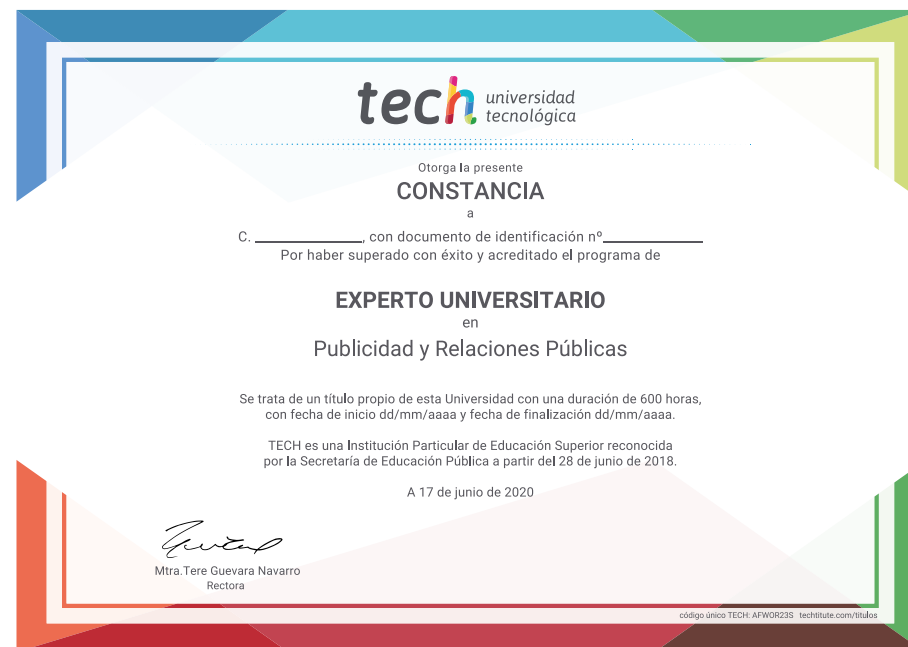 tech universidad
tecnológica
Otorga la presente
CONSTANCIA
a
C. ____________, con documento de identificación nº____________
Por haber superado con éxito y acreditado el programa de
EXPERTO UNIVERSITARIO
en
Publicidad y Relaciones Públicas
Se trata de un título propio de esta Universidad con una duración de 600 horas,
con fecha de inicio dd/mm/aaaa y fecha de finalización dd/mm/aaaa.
TECH es una Institución Particular de Educación Superior reconocida
por la Secretaría de Educación Pública a partir del 28 de junio de 2018.
A 17 de junio de 2020
Mtra.Tere Guevara Navarro
Rectora
código único TECH: AFWOR23S techtitute.com/titulos